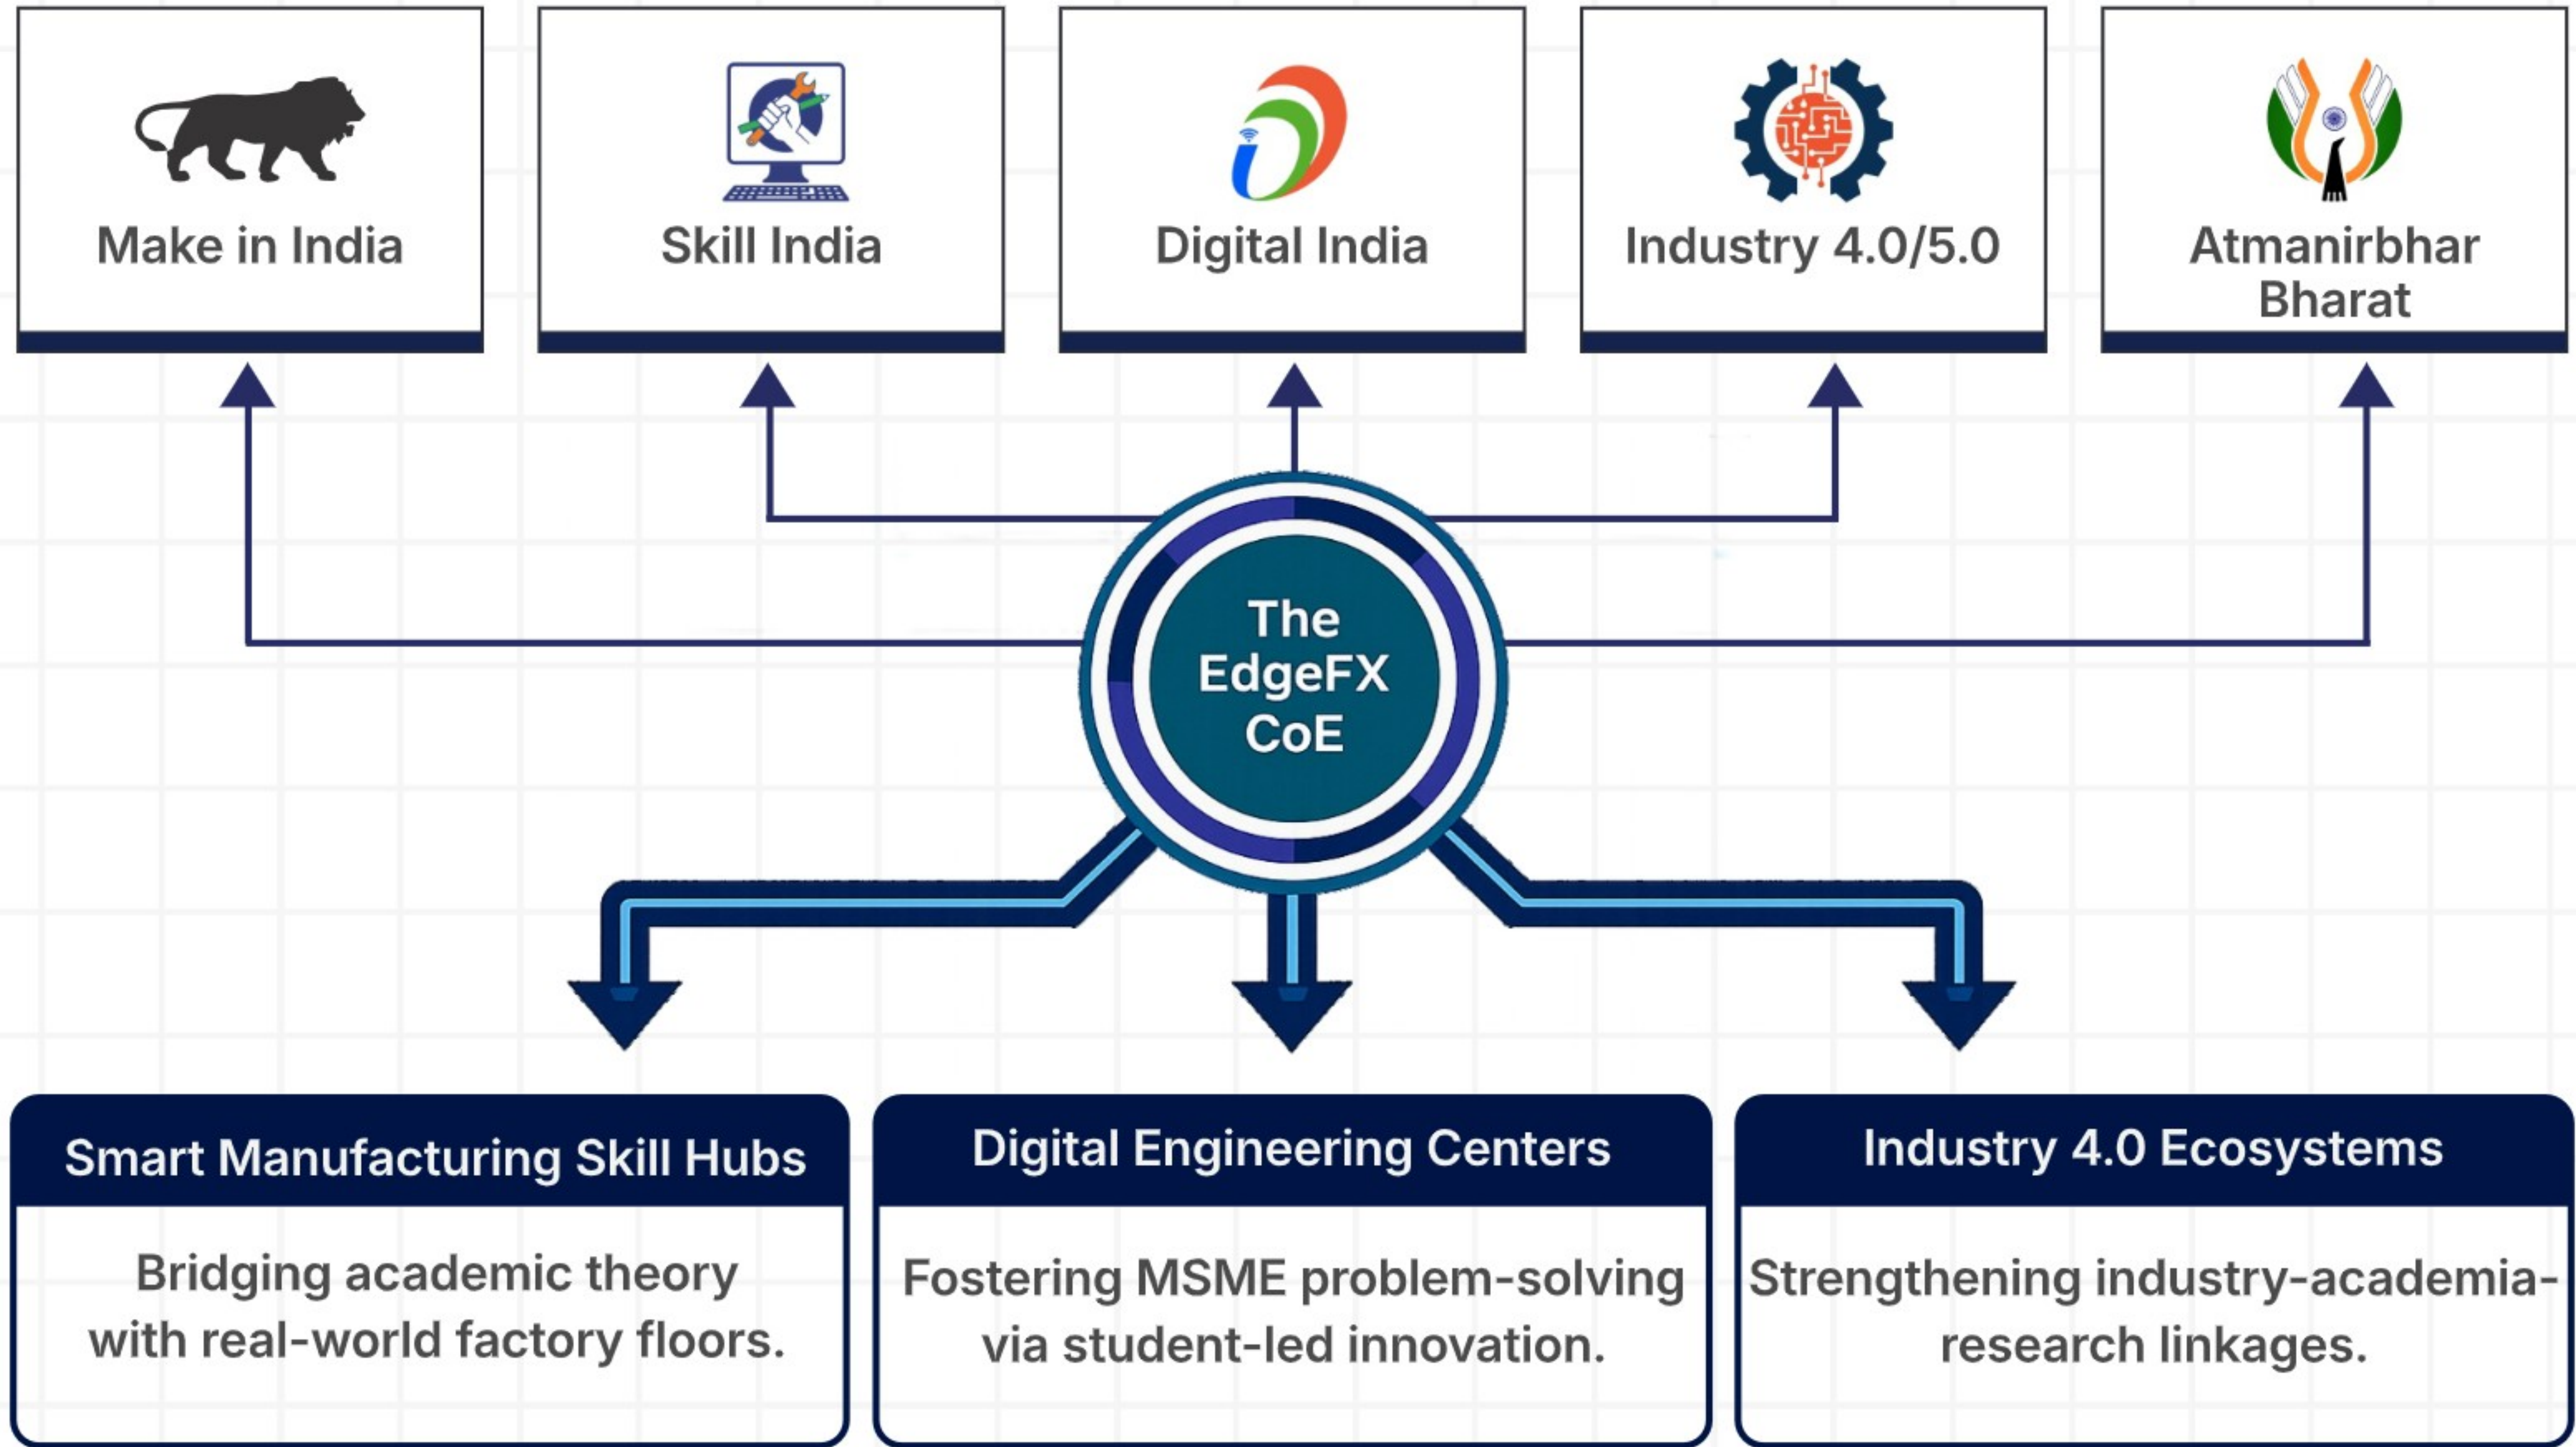 Make in India
Skill India
Digital India
Industry 4.0/5.0
Atmanirbhar
Bharat
The
EdgeFX
CoE
Smart Manufacturing Skill Hubs
Bridging academic theory
with real-world factory floors.
Digital Engineering Centers
Fostering MSME problem-solving
via student-led innovation.
Industry 4.0 Ecosystems
Strengthening industry-academia-
research linkages.